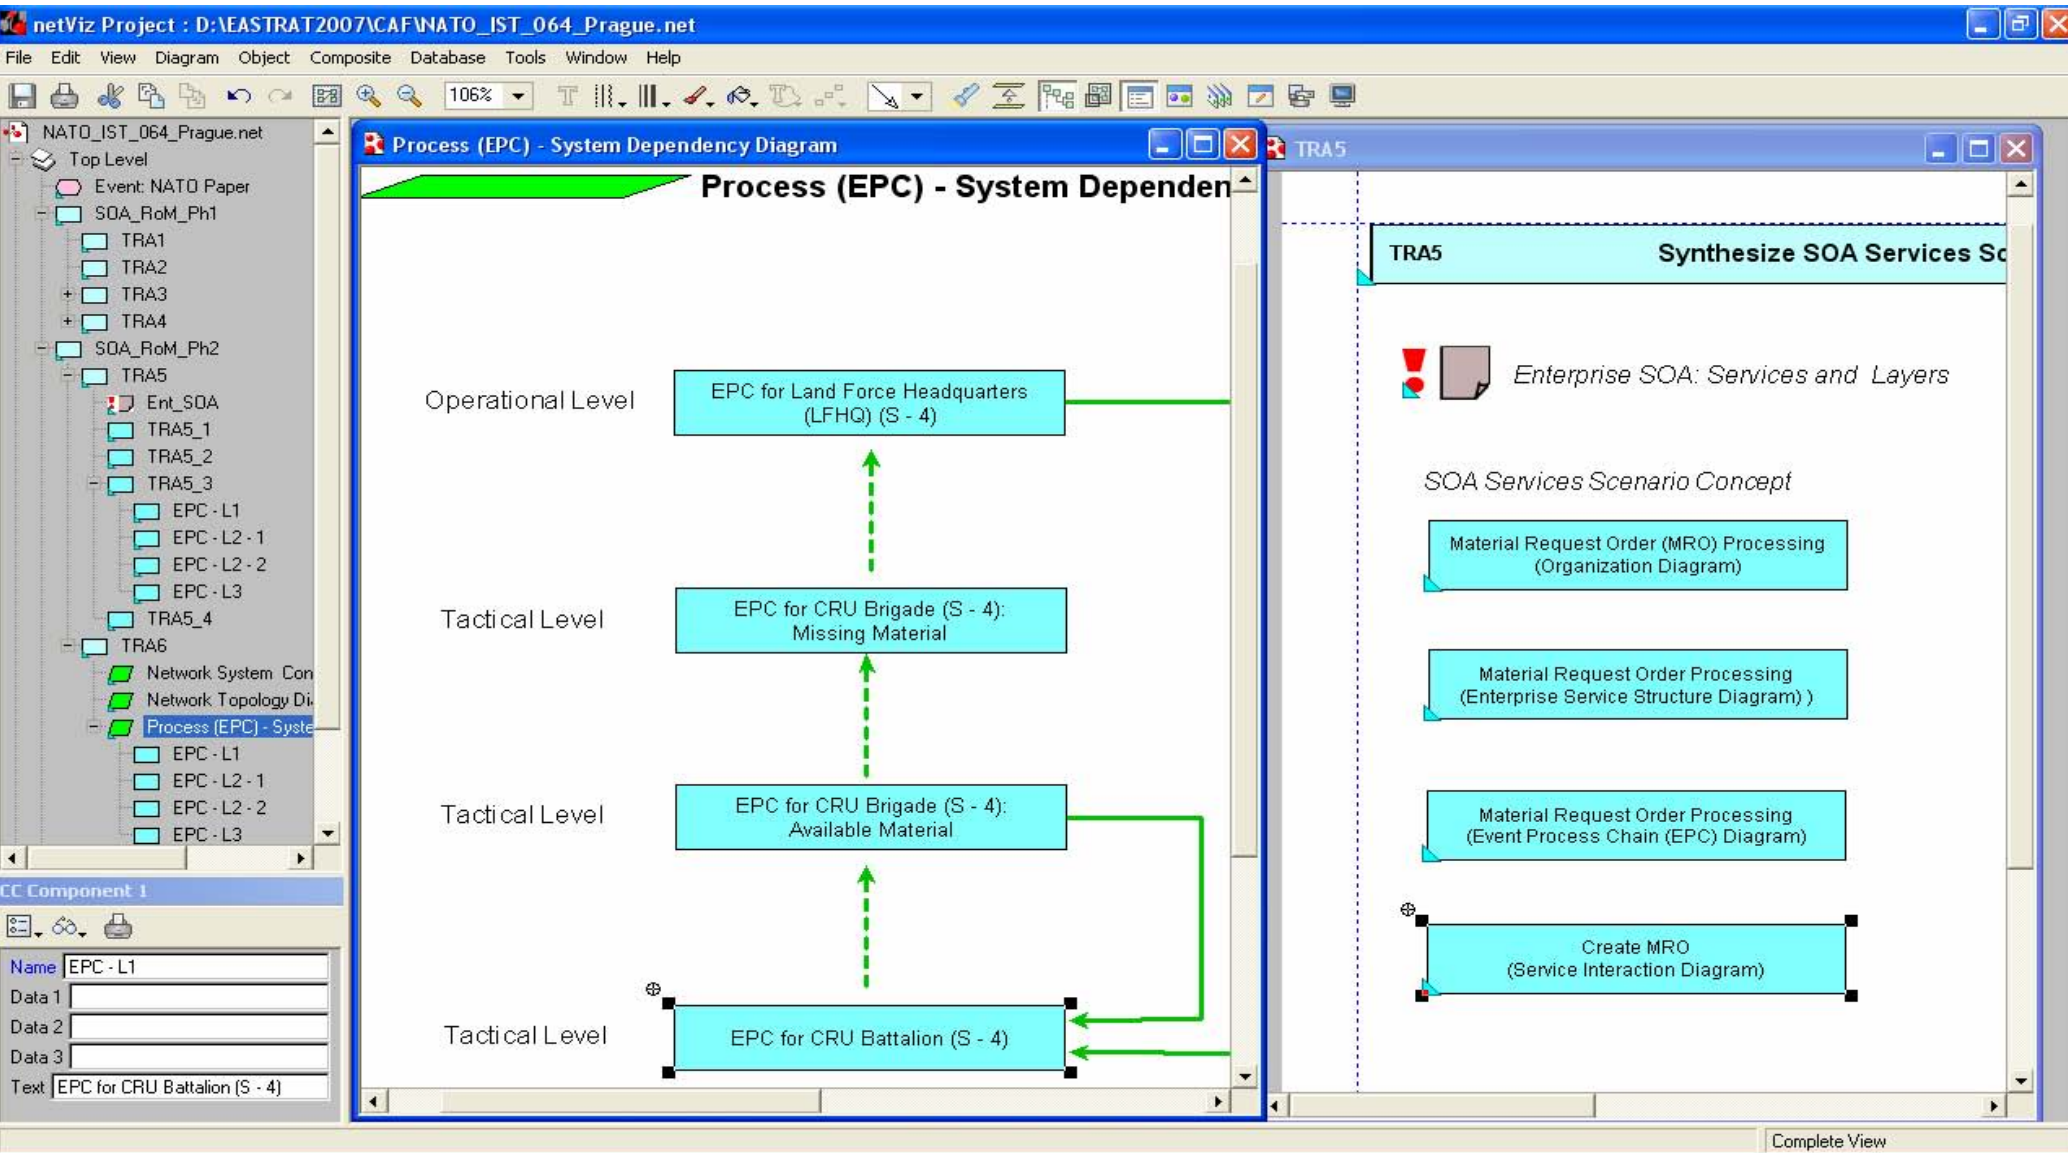 netViz Project : D:\EASTRAT2007\CAF\NATO_IST_064_Prague.net
File Edit View Diagram Object Composite Database Tools Window Help
106%
NATO_IST_064_Prague.net
Top Level
Event: NATO Paper
SOA_RoM_Ph1
TRA1
TRA2
TRA3
TRA4
SOA_RoM_Ph2
TRA5
Ent_SOA
TRA5_1
TRA5_2
TRA5_3
EPC - L1
EPC - L2 - 1
EPC - L2 - 2
EPC - L3
TRA5_4
TRA6
Network System Con
Network Topology Di
Process (EPC) - Syste
EPC - L1
EPC - L2 - 1
EPC - L2 - 2
EPC - L3
CC Component 1
Name EPC - L1
Data 1
Data 2
Data 3
Text EPC for CRU Battalion (S - 4)
Process (EPC) - System Dependency Diagram
Process (EPC) - System Dependen
Operational Level
EPC for Land Force Headquarters
(LFHQ) (S - 4)
Tactical Level
EPC for CRU Brigade (S - 4):
Missing Material
Tactical Level
EPC for CRU Brigade (S - 4):
Available Material
Tactical Level
EPC for CRU Battalion (S - 4)
TRA5
TRA5 Synthesize SOA Services Sc
Enterprise SOA: Services and Layers
SOA Services Scenario Concept
Material Request Order (MRO) Processing
(Organization Diagram)
Material Request Order Processing
(Enterprise Service Structure Diagram) )
Material Request Order Processing
(Event Process Chain (EPC) Diagram)
Create MRO
(Service Interaction Diagram)
Complete View